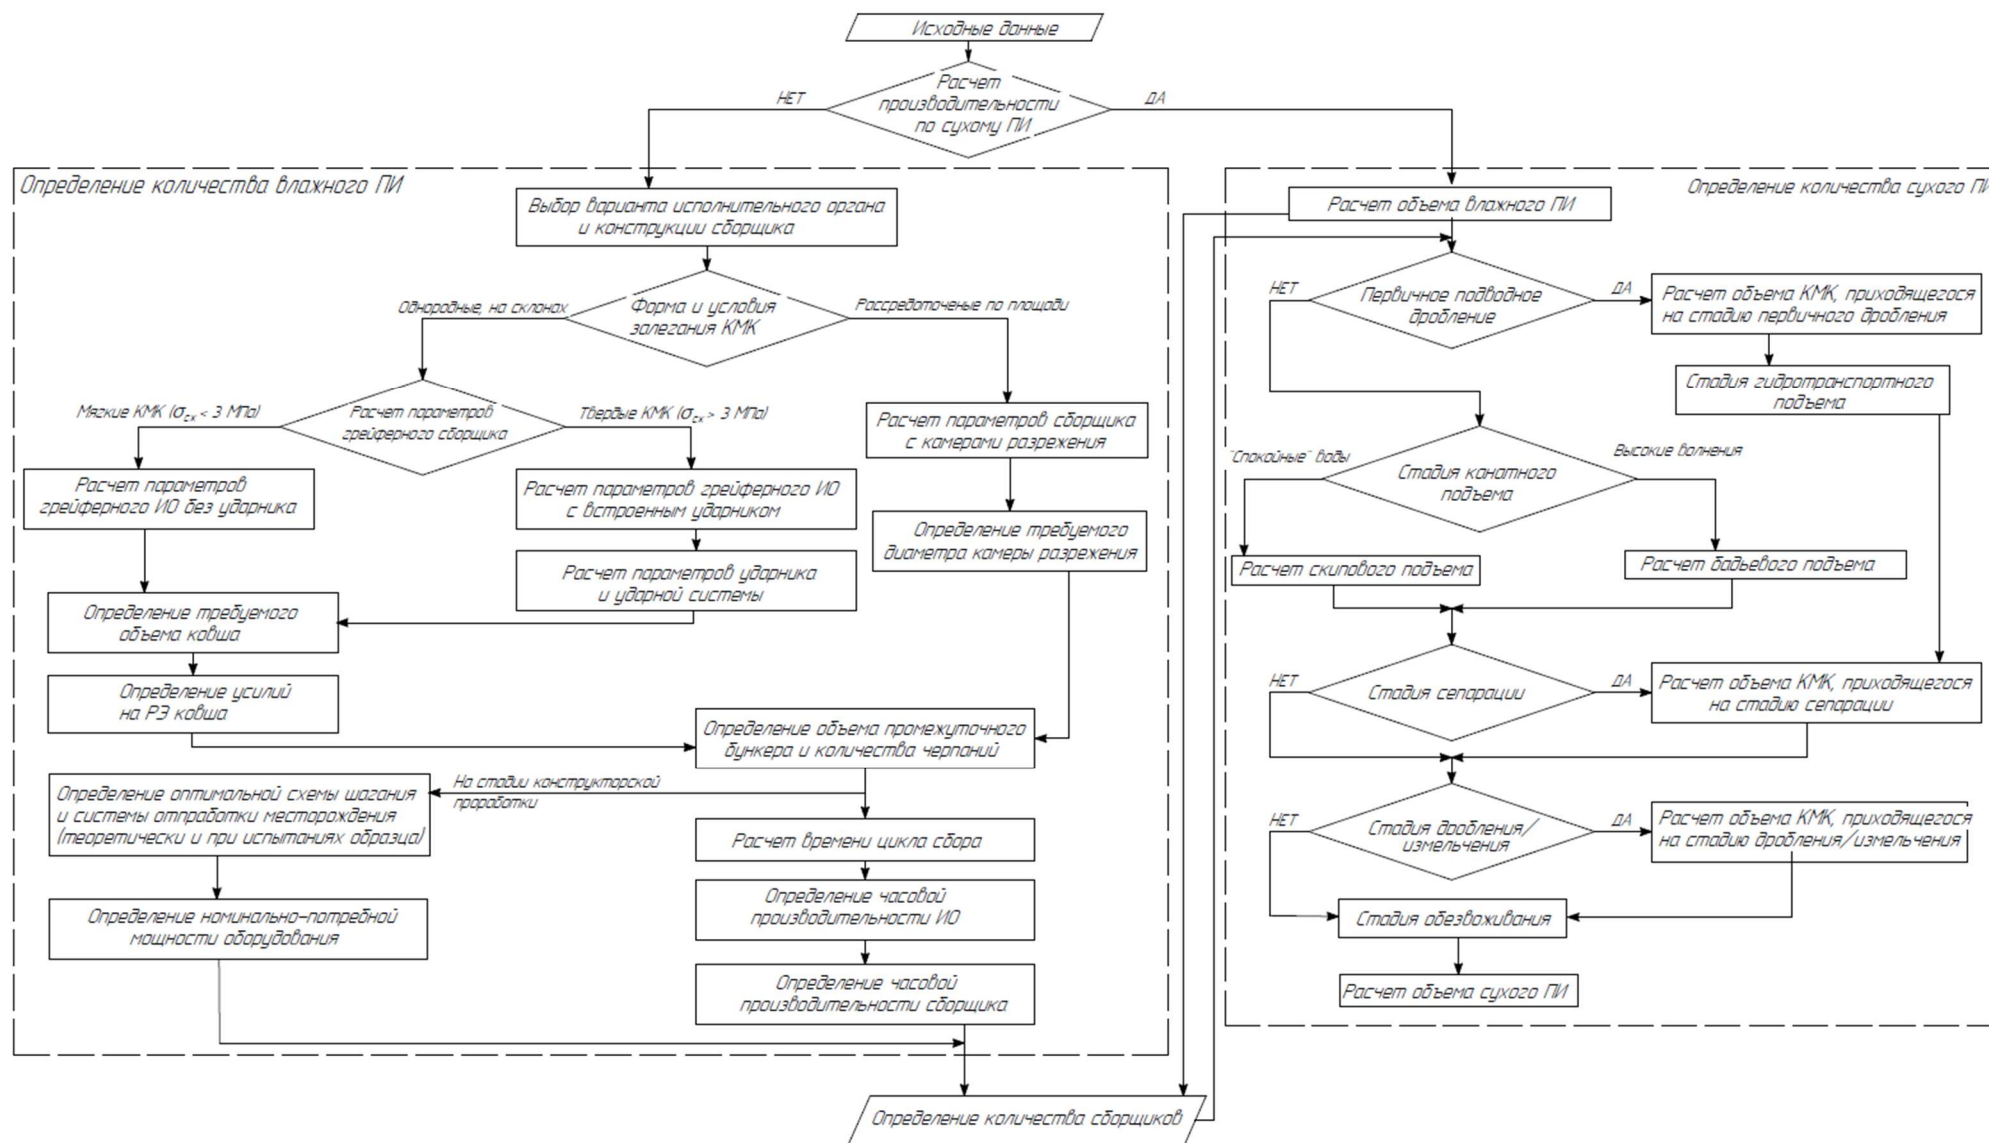 Исходные данные
Расчет
производительности
по сухому ПИ
НЕТ
ДА
Определение количества влажного ПИ
Выбор варианта исполнительного органа
и конструкции сборщика
Форма и условия
залегания КМК
Однородные, на склонах
Рассредоточеные по площади
Расчет параметров
грейферного сборщика
Мягкие КМК (σсж < 3 МПа)
Твердые КМК (σсж > 3 МПа)
Расчет параметров сборщика
с камерами разрежения
Расчет параметров
грейферного ИО без ударника
Расчет параметров грейферного ИО
с встроенным ударником
Определение требуемого
диаметра камеры разрежения
Расчет параметров ударника
и ударной системы
Определение требуемого
объема ковша
Определение усилий
на РЭ ковша
Определение объема промежуточного
бункера и количества черпаний
На стадии конструкторской
проработки
Определение оптимальной схемы шагания
и системы отпработки месторождения
(теоретически и при испытаниях образца)
Расчет времени цикла сбора
Определение номинально-потребной
мощности оборудования
Определение часовой
производительности ИО
Определение часовой
производительности сборщика
Определение количества сборщиков
Определение количества сухого ПИ
Расчет объема влажного ПИ
Первичное подводное
дробление
НЕТ
ДА
Расчет объема КМК, приходящегося
на стадию первичного дробления
Стадия гидротранспортного
подъема
Стадия канатного
подъема
"Спокойные" воды
Высокие волнения
Расчет скипового подъема
Расчет бадьевого подъема
Стадия сепарации
НЕТ
ДА
Расчет объема КМК, приходящегося
на стадию сепарации
Стадия дробления/
измельчения
НЕТ
ДА
Расчет объема КМК, приходящегося
на стадию дробления/измельчения
Стадия обезвоживания
Расчет объема сухого ПИ